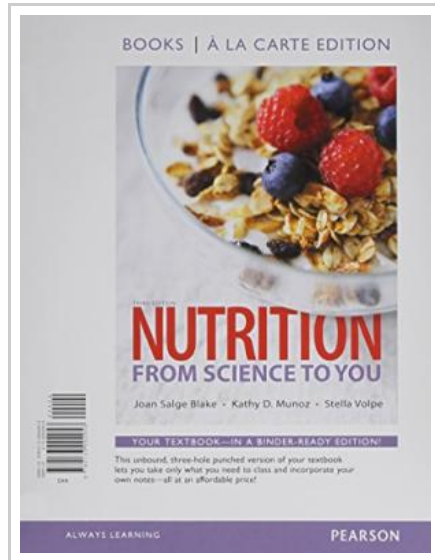 BOOKS | À LA CARTE EDITION
THIRD EDITION
NUTRITION
FROM SCIENCE TO YOU
Joan Salge Blake • Kathy D. Munoz • Stella Volpe
YOUR TEXTBOOK—IN A BINDER-READY EDITION!
This unbound, three-hole punched version of your textbook
lets you take only what you need to class and incorporate your
own notes—all at an affordable price!
ALWAYS LEARNING
PEARSON